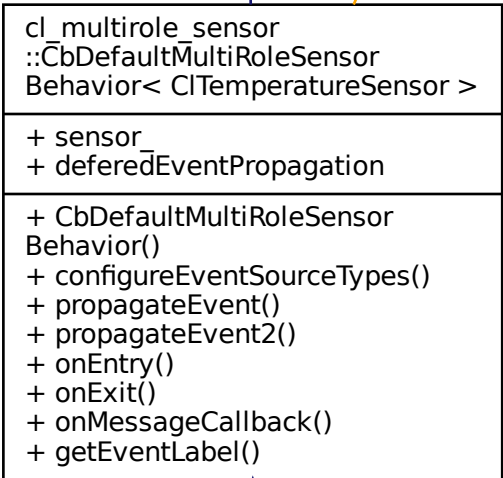 cl_multirole_sensor
::CbDefaultMultiRoleSensor
Behavior< ClTemperatureSensor >
+ sensor_
+ deferedEventPropagation
+ CbDefaultMultiRoleSensor
Behavior()
+ configureEventSourceTypes()
+ propagateEvent()
+ propagateEvent2()
+ onEntry()
+ onExit()
+ onMessageCallback()
+ getEventLabel()